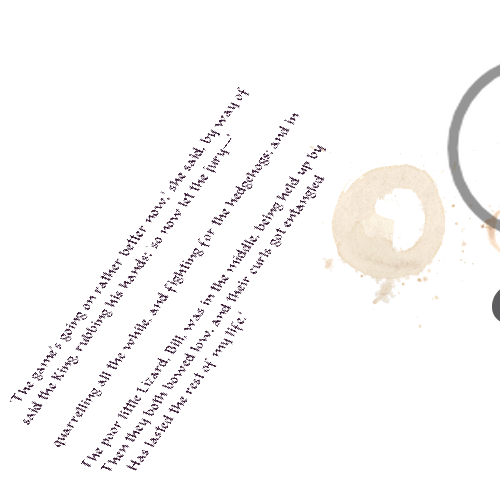 'The game's going on rather better now,' she said, by way of
said the King, rubbing his hands; 'so now let the jury—'
quarrelling all the while, and fighting for the hedgehogs; and in
The poor little Lizard, Bill, was in the middle, being held up by
Then they both bowed low, and their curls got entangled
Has lasted the rest of my life.'